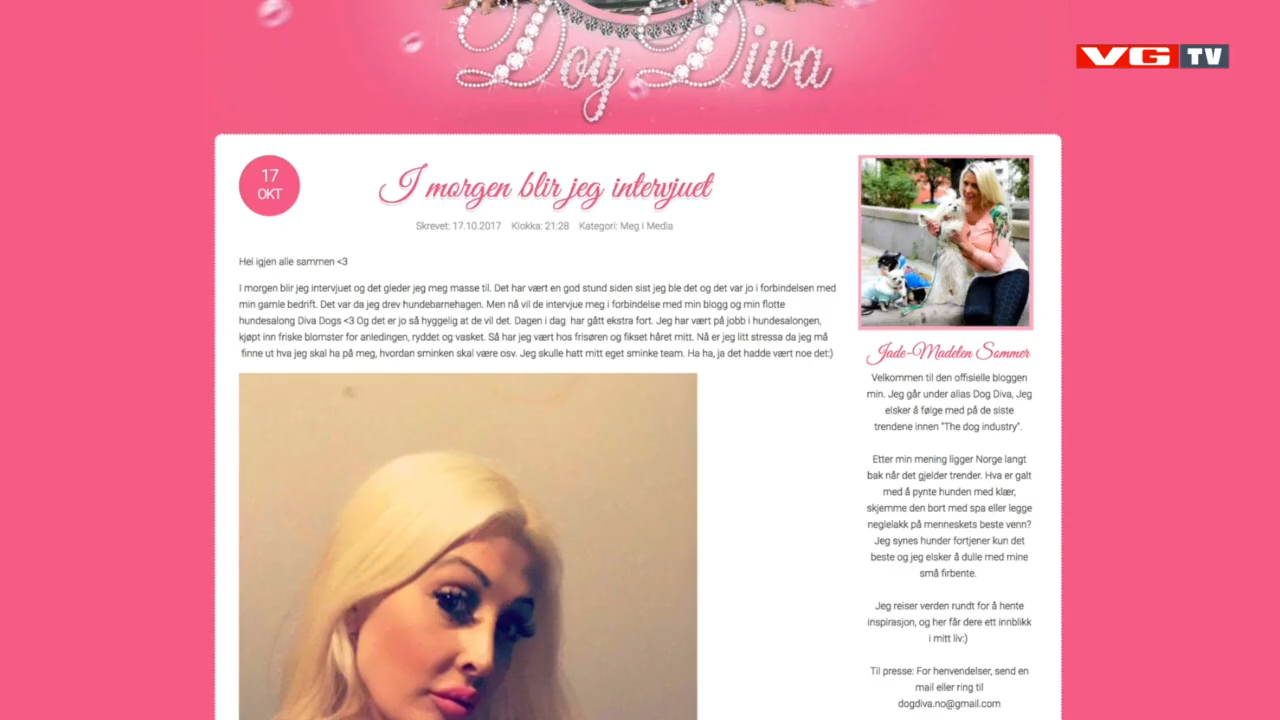 Dog Diva
VG TV
17
OKT
I morgen blir jeg intervjuet
Skrevet: 17.10.2017 Klokka: 21:28 Kategori: Meg i Media
Hei igjen alle sammen <3
I morgen blir jeg intervjuet og det gleder jeg meg masse til. Det har vært en god stund siden sist jeg ble det og det var jo i forbindelsen med
min gamle bedrift. Det var da jeg drev hundebarnehagen. Men nå vil de intervjue meg i forbindelse med min blogg og min flotte
hundesalong Diva Dogs <3 Og det er jo så hyggelig at de vil det. Dagen i dag har gått ekstra fort. Jeg har vært på jobb i hundesalongen,
kjøpt inn friske blomster for anledingen, ryddet og vasket. Så har jeg vært hos frisøren og fikset håret mitt. Nå er jeg litt stressa da jeg må
finne ut hva jeg skal ha på meg, hvordan sminken skal være osv. Jeg skulle hatt mitt eget sminke team. Ha ha, ja det hadde vært noe det:)
Jade-Madelen Sommer
Velkommen til den offisielle bloggen
min. Jeg går under alias Dog Diva, Jeg
elsker å følge med på de siste
trendene innen "The dog industry".
Etter min mening ligger Norge langt
bak når det gjelder trender. Hva er galt
med å pynte hunden med klær,
skjemme den bort med spa eller legge
neglelakk på menneskets beste venn?
Jeg synes hunder fortjener kun det
beste og jeg elsker å dulle med mine
små firbente.
Jeg reiser verden rundt for å hente
inspirasjon, og her får dere ett innblikk
i mitt liv:)
Til presse: For henvendelser, send en
mail eller ring til
dogdiva.no@gmail.com